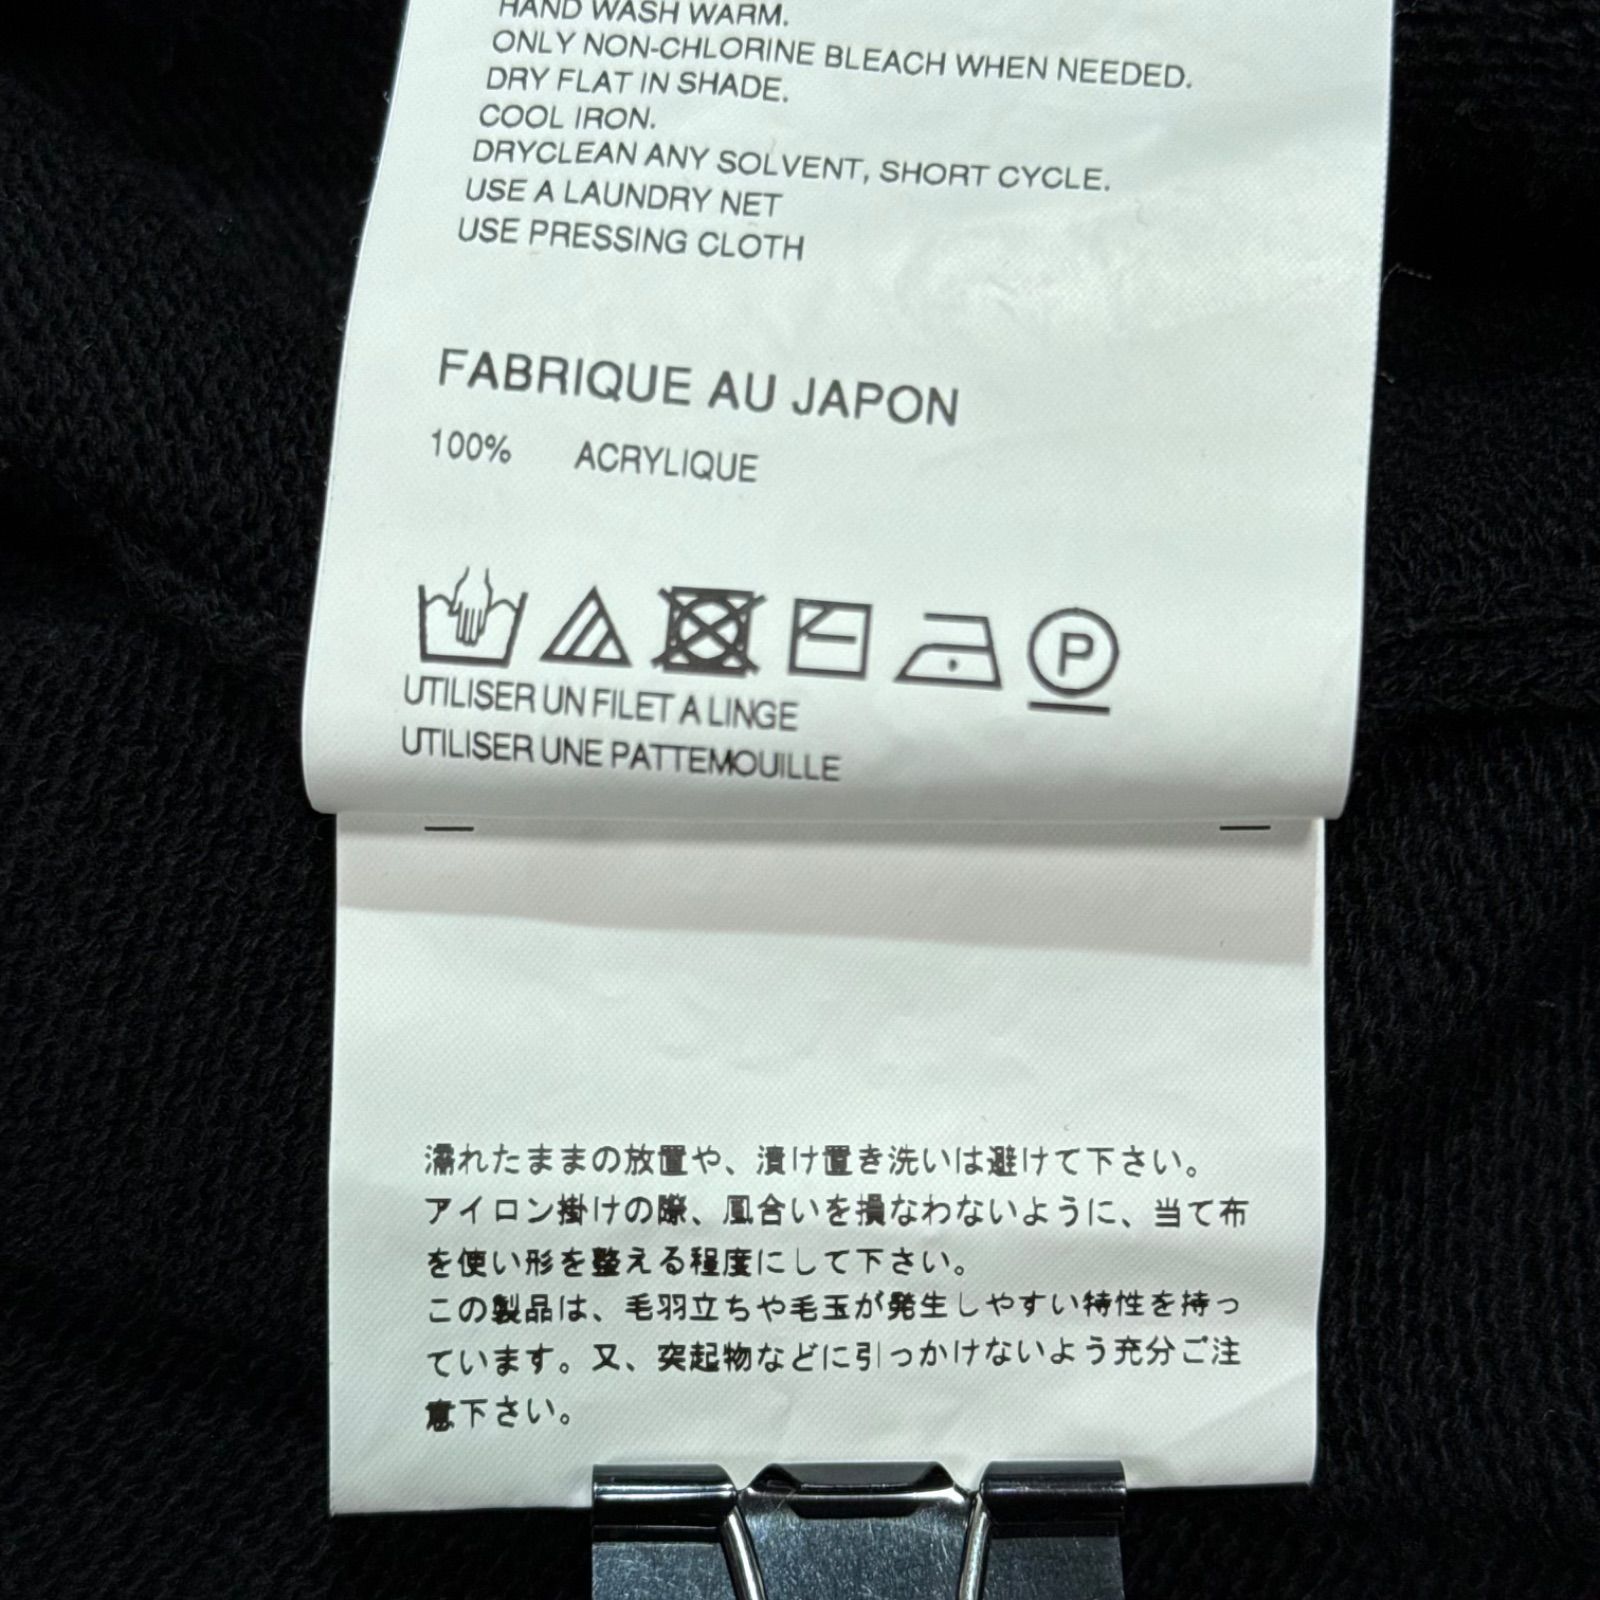 HAND WASH WARM.
ONLY NON-CHLORINE BLEACH WHEN NEEDED.
DRY FLAT IN SHADE.
COOL IRON.
DRYCLEAN ANY SOLVENT, SHORT CYCLE.
USE A LAUNDRY NET
USE PRESSING CLOTH
FABRIQUE AU JAPON
100% ACRYLIQUE
P
UTILISER UN FILET A LINGE
UTILISER UNE PATTEMOUILLE
濡れたままの放置や、漬け置き洗いは避けて下さい。
アイロン掛けの際、風合いを損なわないように、当て布
を使い形を整える程度にして下さい。
この製品は、毛羽立ちや毛玉が発生しやすい特性を持っ
ています。又、突起物などに引っかけないよう充分ご注
意下さい。